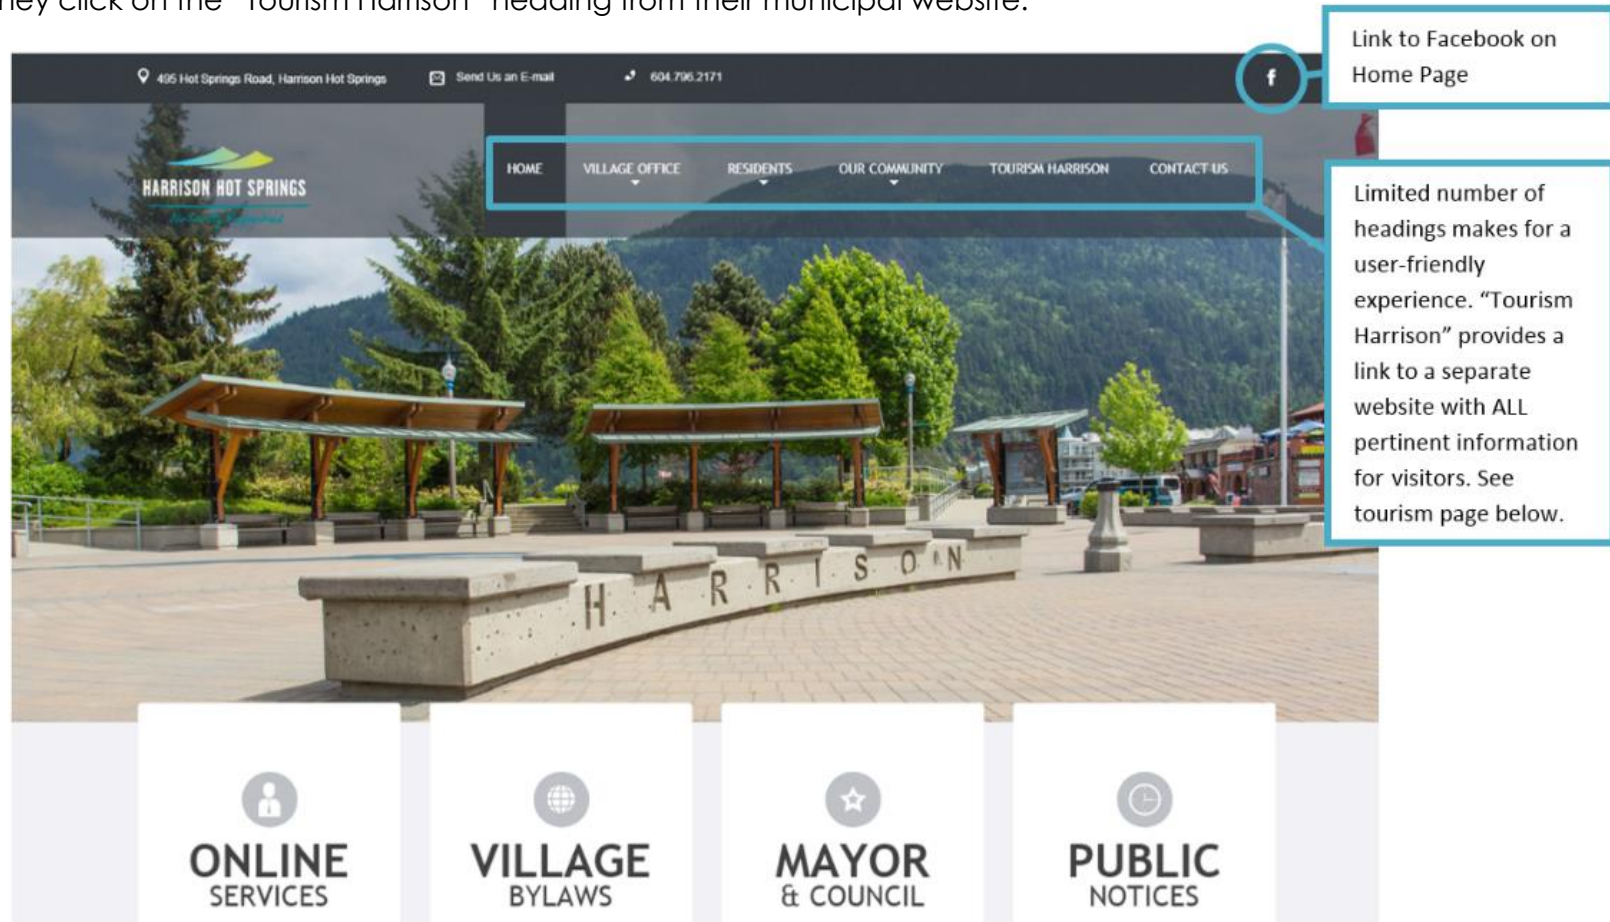 they click on the "Tourism Harrison" heading from their municipal website.
Link to Facebook on
Home Page
495 Hot Springs Road, Harrison Hot Springs
Send Us an E-mail
604.796.2171
f
HARRISON HOT SPRINGS
HOME
VILLAGE OFFICE
RESIDENTS
OUR COMMUNITY
TOURISM HARRISON
CONTACT US
Limited number of
headings makes for a
user-friendly
experience. “Tourism
Harrison” provides a
link to a separate
website with ALL
pertinent information
for visitors. See
tourism page below.
H A R R I S O N
ONLINE
SERVICES
VILLAGE
BYLAWS
MAYOR
& COUNCIL
PUBLIC
NOTICES